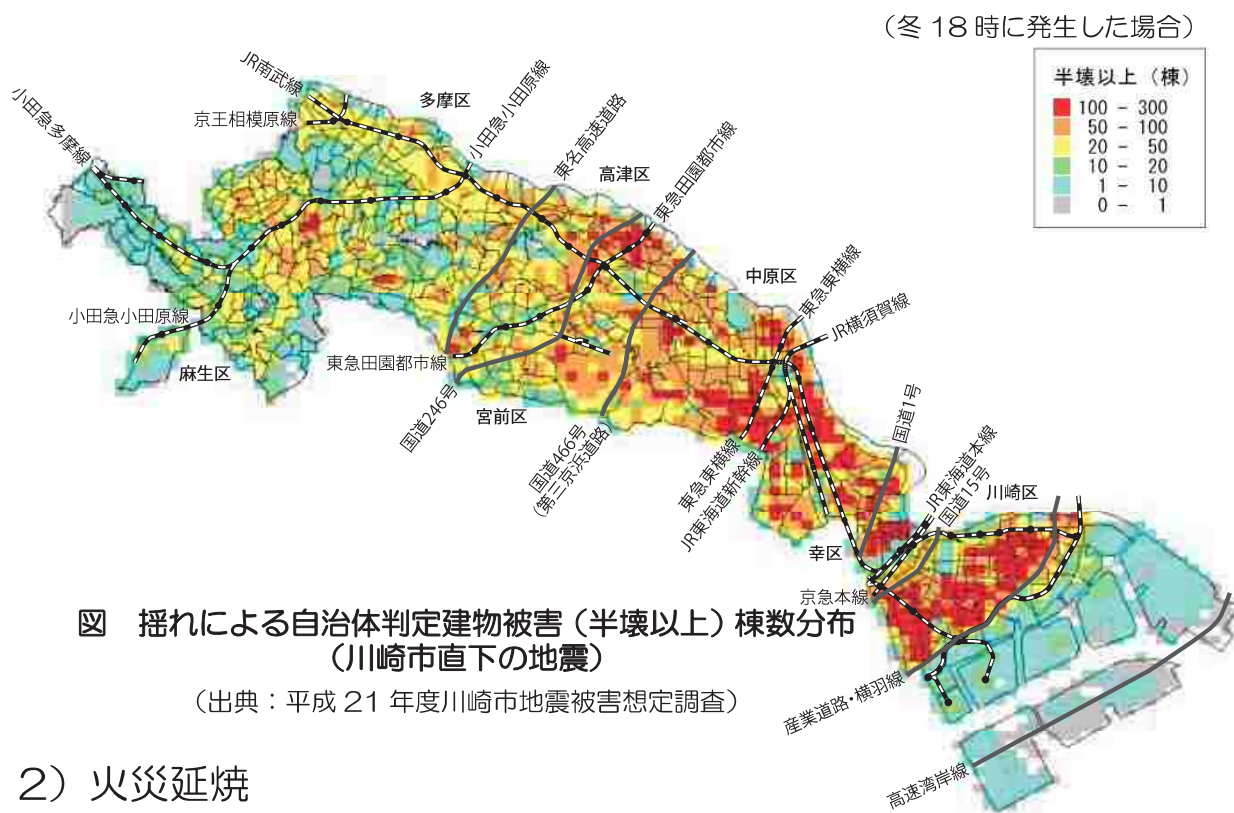 （冬 18 時に発生した場合）
半壊以上（棟）
100 - 300
50 - 100
20 - 50
10 - 20
1 - 10
0 - 1
JR南武線
京王相模原線
小田急多摩線
多摩区
小田急小田原線
東名高速道路
高津区
東急田園都市線
中原区
東急東横線
JR横須賀線
小田急小田原線
麻生区
東急田園都市線
国道246号
宮前区
国道466号
（第三京浜道路）
東急東横線
JR東海道新幹線
国道1号
JR東海道本線
国道15号
川崎区
幸区
京急本線
産業道路・横羽線
高速湾岸線
図　揺れによる自治体判定建物被害（半壊以上）棟数分布
（川崎市直下の地震）
（出典：平成 21 年度川崎市地震被害想定調査）
2）火災延焼